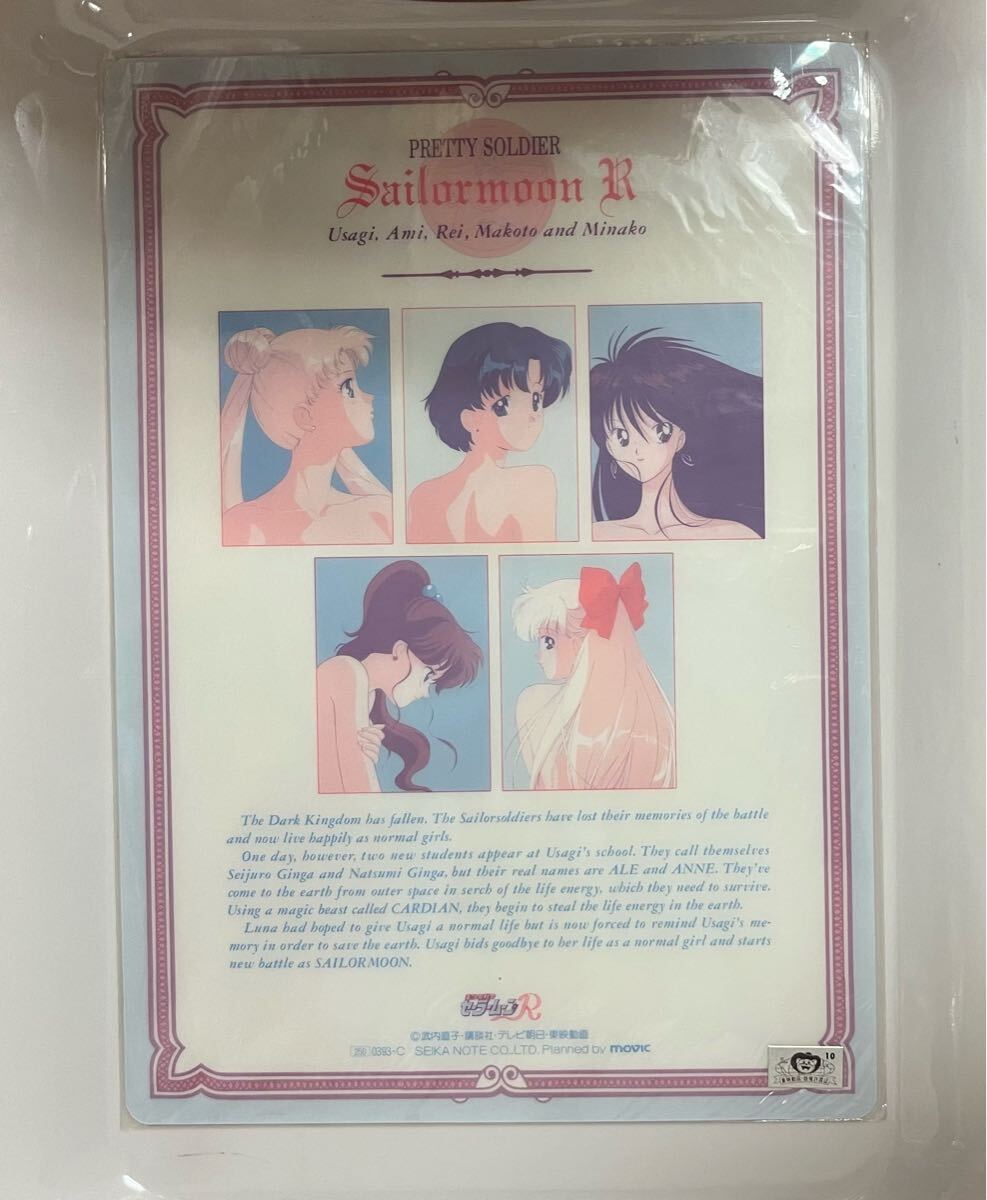 PRETTY SOLDIER
Sailormoon R
Usagi, Ami, Rei, Makoto and Minako
The Dark Kingdom has fallen. The Sailorsoldiers have lost their memories of the battle
and now live happily as normal girls.
One day, however, two new students appear at Usagi's school. They call themselves
Seijuro Ginga and Natsumi Ginga, but their real names are ALE and ANNE. They've
come to the earth from outer space in serch of the life energy, which they need to survive.
Using a magic beast called CARDIAN, they begin to steal the life energy in the earth.
Luna had hoped to give Usagi a normal life but is now forced to remind Usagi's me-
mory in order to save the earth. Usagi bids goodbye to her life as a normal girl and starts
new battle as SAILORMOON.
セーラームーンR
©武内直子・講談社・テレビ朝日・東映動画
250 0393-C SEIKA NOTE CO.,LTD. Planned by movic
10